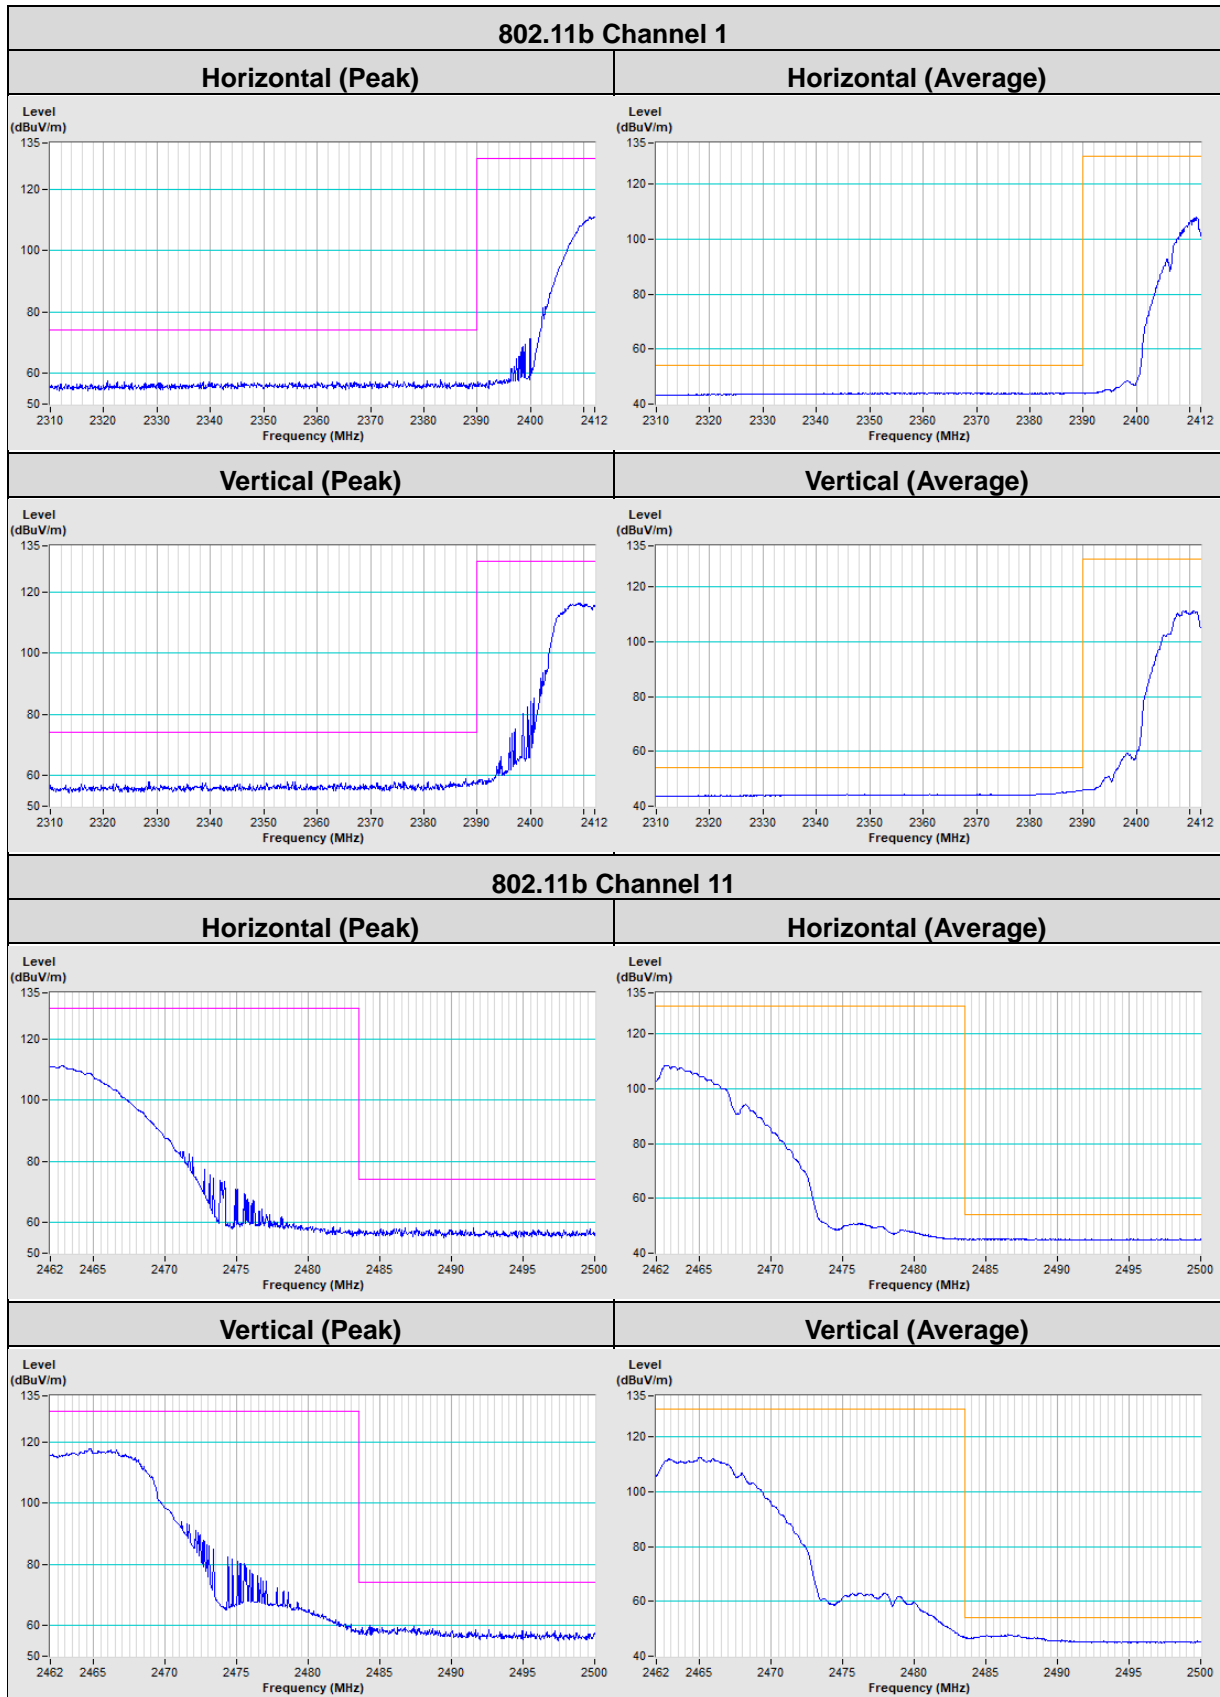 802.11b Channel 1
Horizontal (Peak)
Horizontal (Average)
Level
(dBuV/m)
135
120
100
80
60
50
2310 2320 2330 2340 2350 2360 2370 2380 2390 2400 2412
Frequency (MHz)
Level
(dBuV/m)
135
120
100
80
60
40
2310 2320 2330 2340 2350 2360 2370 2380 2390 2400 2412
Frequency (MHz)
Vertical (Peak)
Vertical (Average)
Level
(dBuV/m)
135
120
100
80
60
50
2310 2320 2330 2340 2350 2360 2370 2380 2390 2400 2412
Frequency (MHz)
Level
(dBuV/m)
135
120
100
80
60
40
2310 2320 2330 2340 2350 2360 2370 2380 2390 2400 2412
Frequency (MHz)
802.11b Channel 11
Horizontal (Peak)
Horizontal (Average)
Level
(dBuV/m)
135
120
100
80
60
50
2462 2465 2470 2475 2480 2485 2490 2495 2500
Frequency (MHz)
Level
(dBuV/m)
135
120
100
80
60
40
2462 2465 2470 2475 2480 2485 2490 2495 2500
Frequency (MHz)
Vertical (Peak)
Vertical (Average)
Level
(dBuV/m)
135
120
100
80
60
50
2462 2465 2470 2475 2480 2485 2490 2495 2500
Frequency (MHz)
Level
(dBuV/m)
135
120
100
80
60
40
2462 2465 2470 2475 2480 2485 2490 2495 2500
Frequency (MHz)